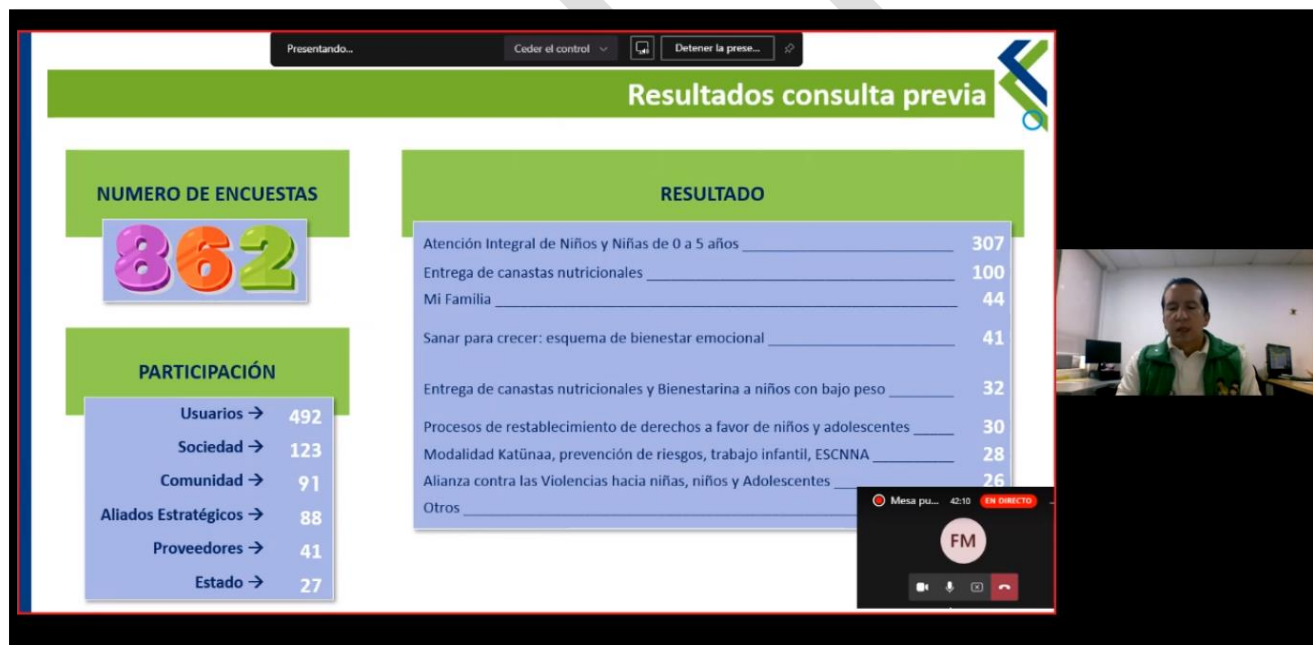 Presentando...
Ceder el control
Detener la prese...
Resultados consulta previa
NUMERO DE ENCUESTAS
862
PARTICIPACIÓN
Usuarios → 492
Sociedad → 123
Comunidad → 91
Aliados Estratégicos → 88
Proveedores → 41
Estado → 27
RESULTADO
Atención Integral de Niños y Niñas de 0 a 5 años 307
Entrega de canastas nutricionales 100
Mi Familia 44
Sanar para crecer: esquema de bienestar emocional 41
Entrega de canastas nutricionales y Bienestarina a niños con bajo peso 32
Procesos de restablecimiento de derechos a favor de niños y adolescentes 30
Modalidad Katünaa, prevención de riesgos, trabajo infantil, ESCNNA 28
Alianza contra las Violencias hacia niñas, niños y Adolescentes 26
Otros
Mesa pu... 42:10 EN DIRECTO
FM